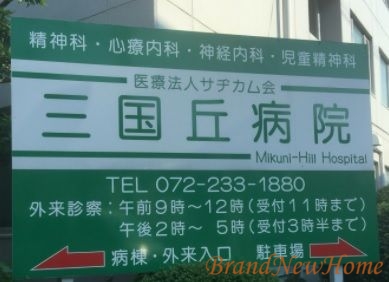 精神科・心療内科・神経内科・児童精神科
医療法人サヂカム会
三国丘病院
Mikuni-Hill Hospital
TEL 072-233-1880
外来診察：午前9時～12時（受付11時まで）
午後2時～ 5時（受付3時半まで）
病棟・外来入口 駐車場
BrandNewHome